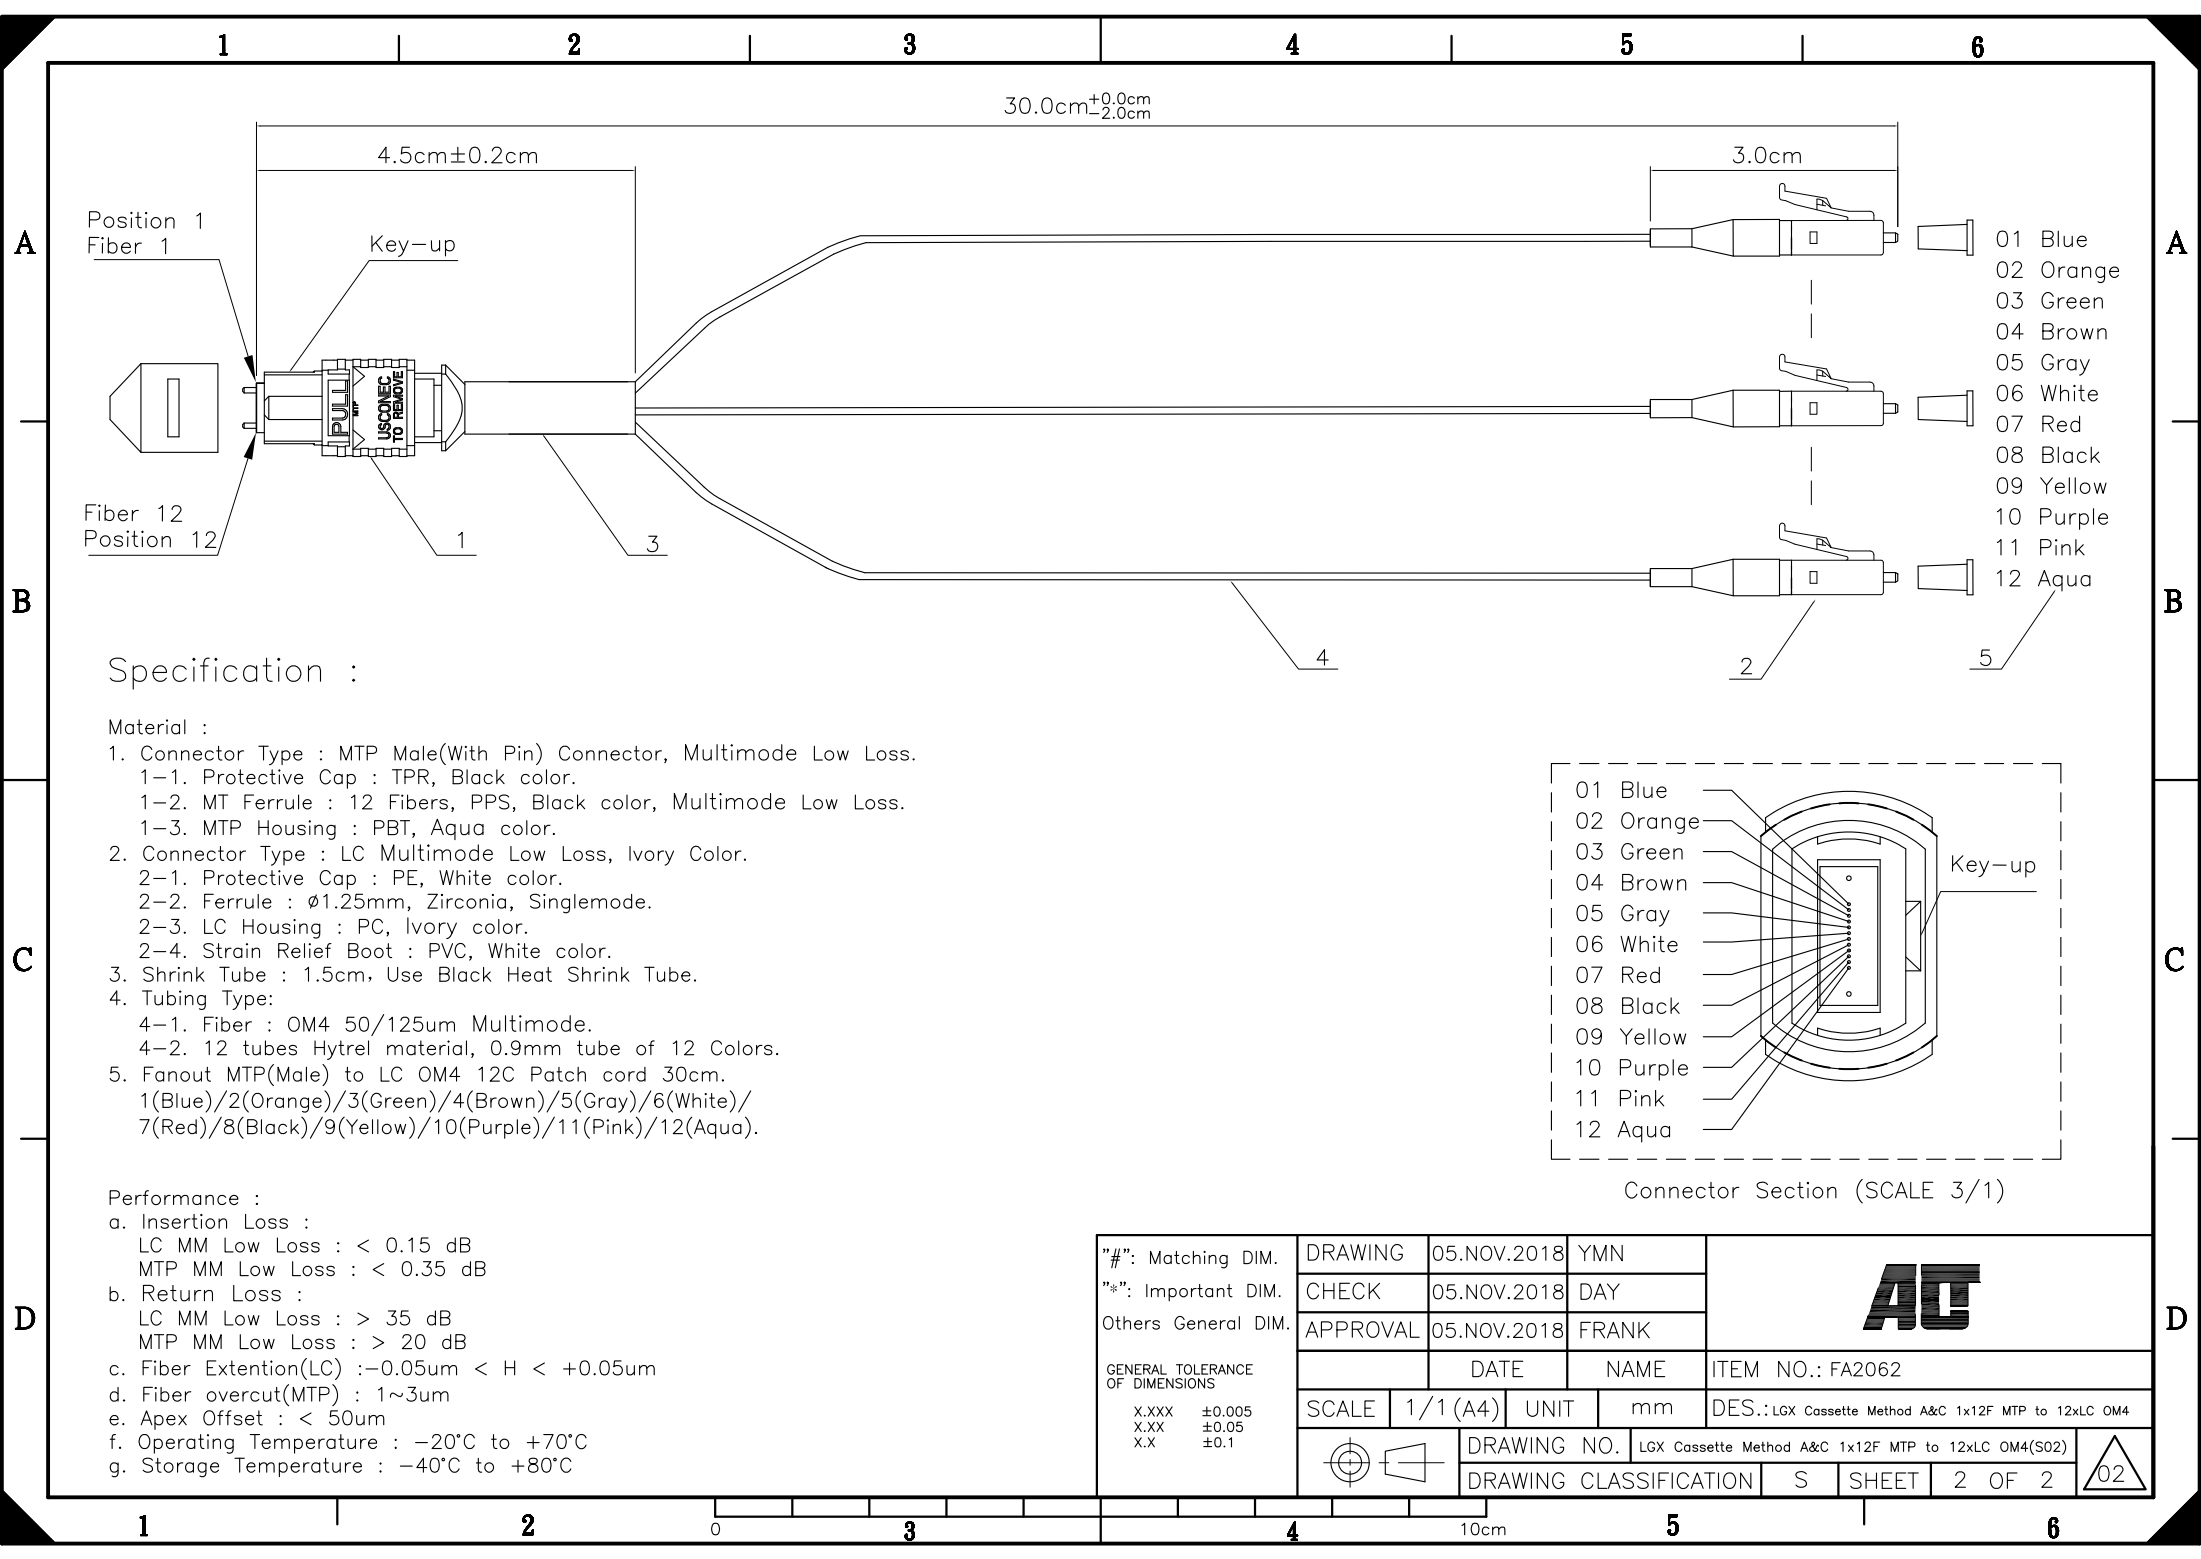 1 2 3 4 5 6
A A
B B
C C
D D
30.0cm+0.0cm
−2.0cm
4.5cm±0.2cm
3.0cm
Position 1
Fiber 1
Key−up
PULL
MTP
USCONEC
TO REMOVE
Fiber 12
Position 12
1
3
4
2
5
01 Blue
02 Orange
03 Green
04 Brown
05 Gray
06 White
07 Red
08 Black
09 Yellow
10 Purple
11 Pink
12 Aqua
Specification :
Material :
1. Connector Type : MTP Male(With Pin) Connector, Multimode Low Loss.
1−1. Protective Cap : TPR, Black color.
1−2. MT Ferrule : 12 Fibers, PPS, Black color, Multimode Low Loss.
1−3. MTP Housing : PBT, Aqua color.
2. Connector Type : LC Multimode Low Loss, Ivory Color.
2−1. Protective Cap : PE, White color.
2−2. Ferrule : ø1.25mm, Zirconia, Singlemode.
2−3. LC Housing : PC, Ivory color.
2−4. Strain Relief Boot : PVC, White color.
3. Shrink Tube : 1.5cm, Use Black Heat Shrink Tube.
4. Tubing Type:
4−1. Fiber : OM4 50/125um Multimode.
4−2. 12 tubes Hytrel material, 0.9mm tube of 12 Colors.
5. Fanout MTP(Male) to LC OM4 12C Patch cord 30cm.
1(Blue)/2(Orange)/3(Green)/4(Brown)/5(Gray)/6(White)/
7(Red)/8(Black)/9(Yellow)/10(Purple)/11(Pink)/12(Aqua).
Performance :
a. Insertion Loss :
LC MM Low Loss : < 0.15 dB
MTP MM Low Loss : < 0.35 dB
b. Return Loss :
LC MM Low Loss : > 35 dB
MTP MM Low Loss : > 20 dB
c. Fiber Extention(LC) :−0.05um < H < +0.05um
d. Fiber overcut(MTP) : 1~3um
e. Apex Offset : < 50um
f. Operating Temperature : −20°C to +70°C
g. Storage Temperature : −40°C to +80°C
01 Blue
02 Orange
03 Green
04 Brown
05 Gray
06 White
07 Red
08 Black
09 Yellow
10 Purple
11 Pink
12 Aqua
Key−up
Connector Section (SCALE 3/1)
"#": Matching DIM.
"*": Important DIM.
Others General DIM.
GENERAL TOLERANCE
OF DIMENSIONS
X.XXX ±0.005
X.XX ±0.05
X.X ±0.1
DRAWING 05.NOV.2018 YMN
CHECK 05.NOV.2018 DAY
APPROVAL 05.NOV.2018 FRANK
DATE NAME
ACT
ITEM NO.: FA2062
SCALE 1/1(A4) UNIT mm
DES.: LGX Cassette Method A&C 1x12F MTP to 12xLC OM4
DRAWING NO. LGX Cassette Method A&C 1x12F MTP to 12xLC OM4(S02)
DRAWING CLASSIFICATION S SHEET 2 OF 2
02
0 10cm
1 2 3 4 5 6